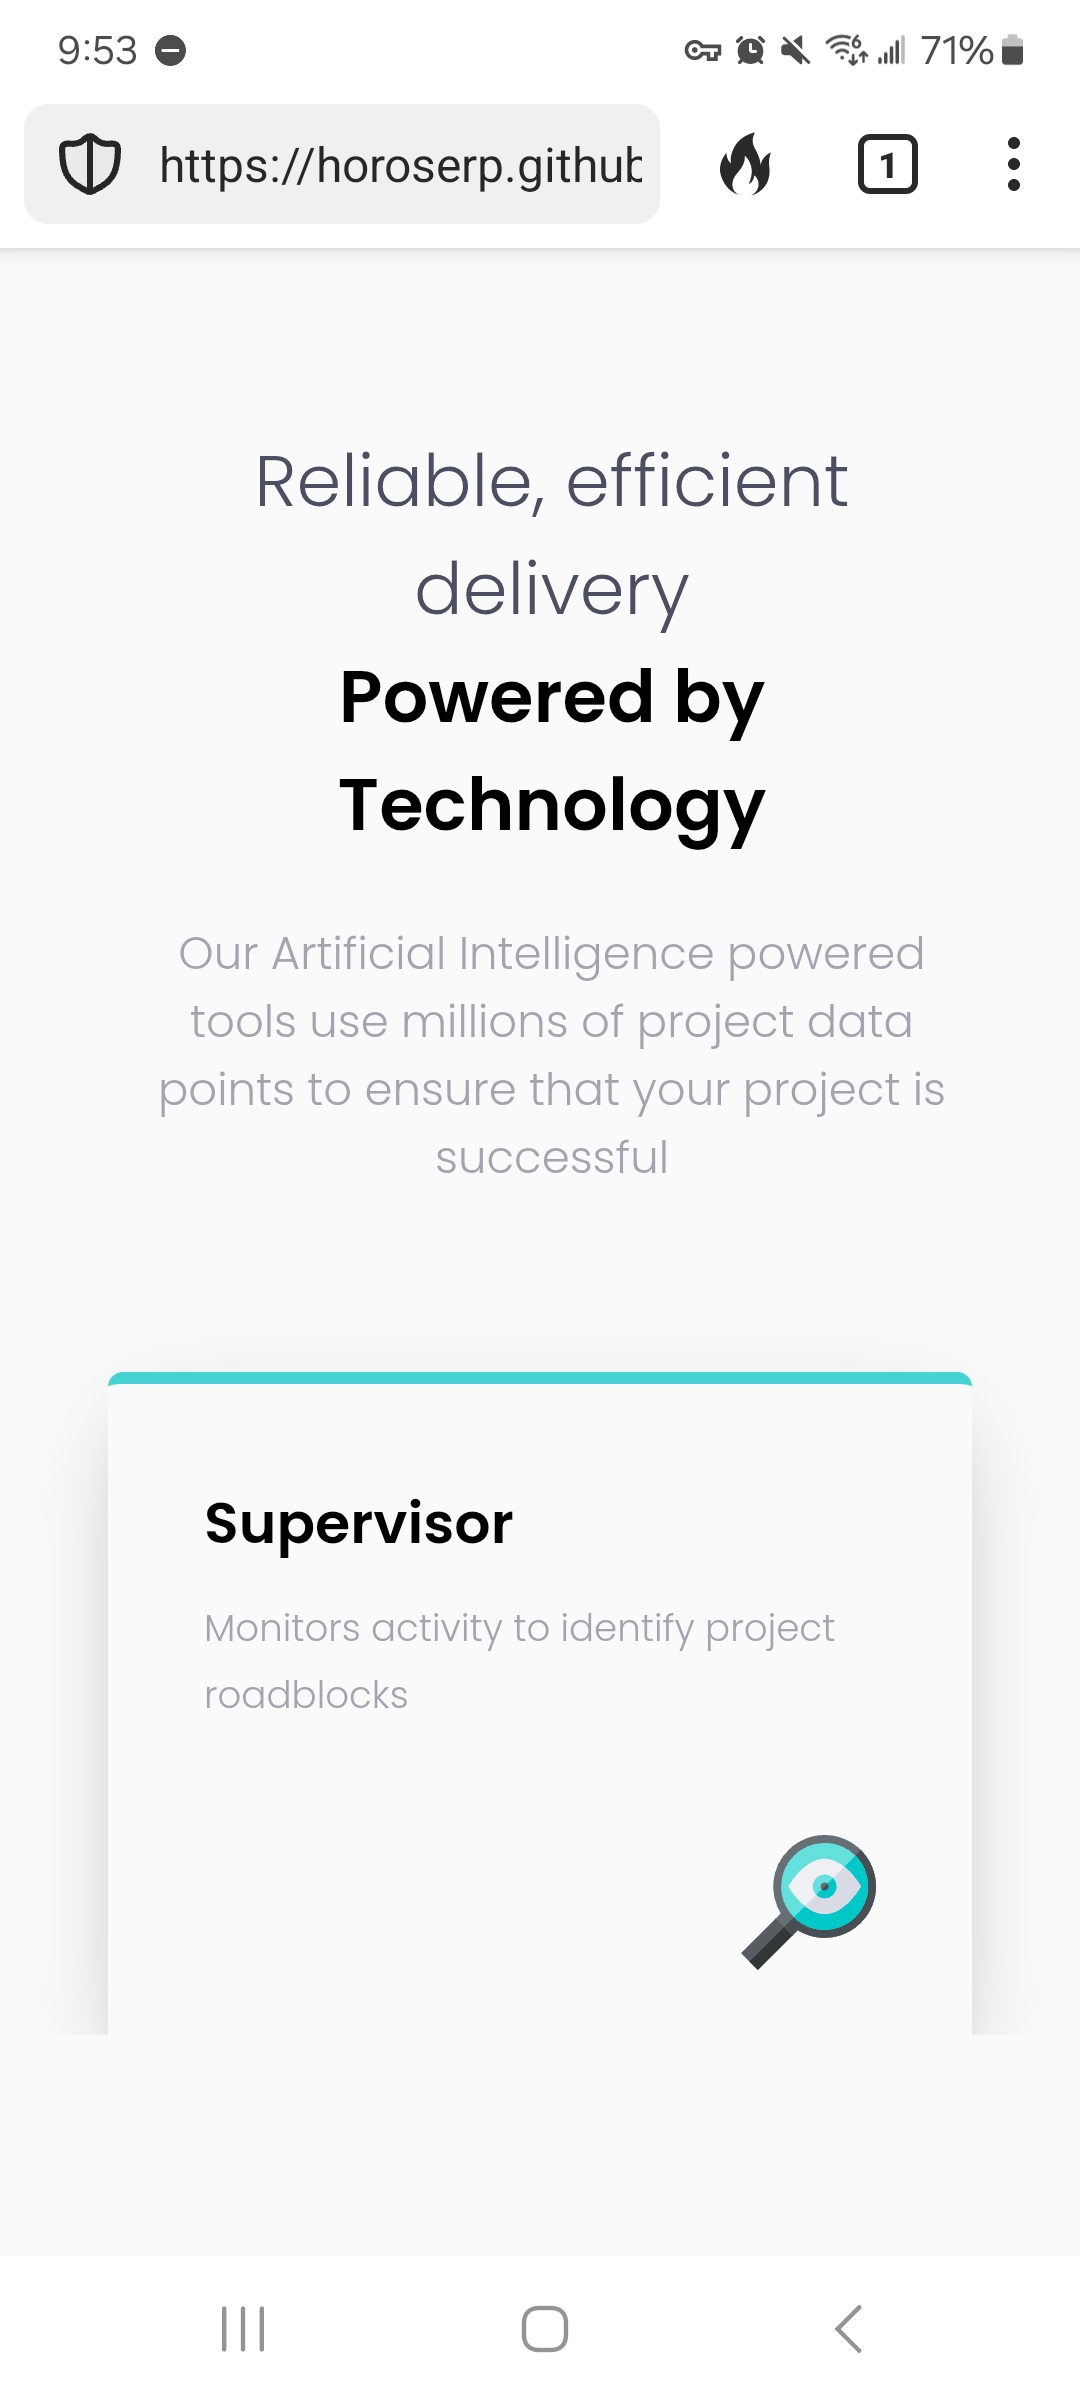 9:53
71%
https://horoserp.github
1
Reliable, efficient
delivery
Powered by
Technology
Our Artificial Intelligence powered
tools use millions of project data
points to ensure that your project is
successful
Supervisor
Monitors activity to identify project
roadblocks